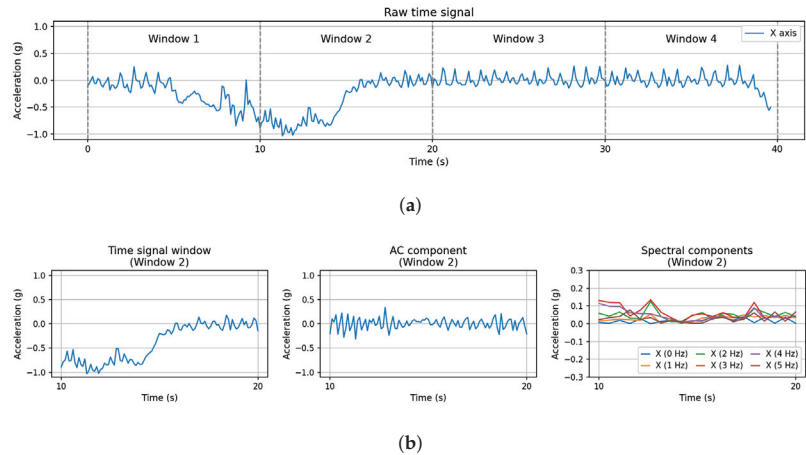 Raw time signal
1.0
0.5
0.0
−0.5
−1.0
Acceleration (g)
Window 1
Window 2
Window 3
Window 4
X axis
0
10
20
30
40
Time (s)
(a)
Time signal window
(Window 2)
1.0
0.5
0.0
−0.5
−1.0
Acceleration (g)
10
20
Time (s)
AC component
(Window 2)
1.0
0.5
0.0
−0.5
−1.0
Acceleration (g)
10
20
Time (s)
Spectral components
(Window 2)
0.3
0.2
0.1
0.0
−0.1
−0.2
−0.3
Acceleration (g)
X (0 Hz)
X (2 Hz)
X (4 Hz)
X (1 Hz)
X (3 Hz)
X (5 Hz)
10
20
Time (s)
(b)